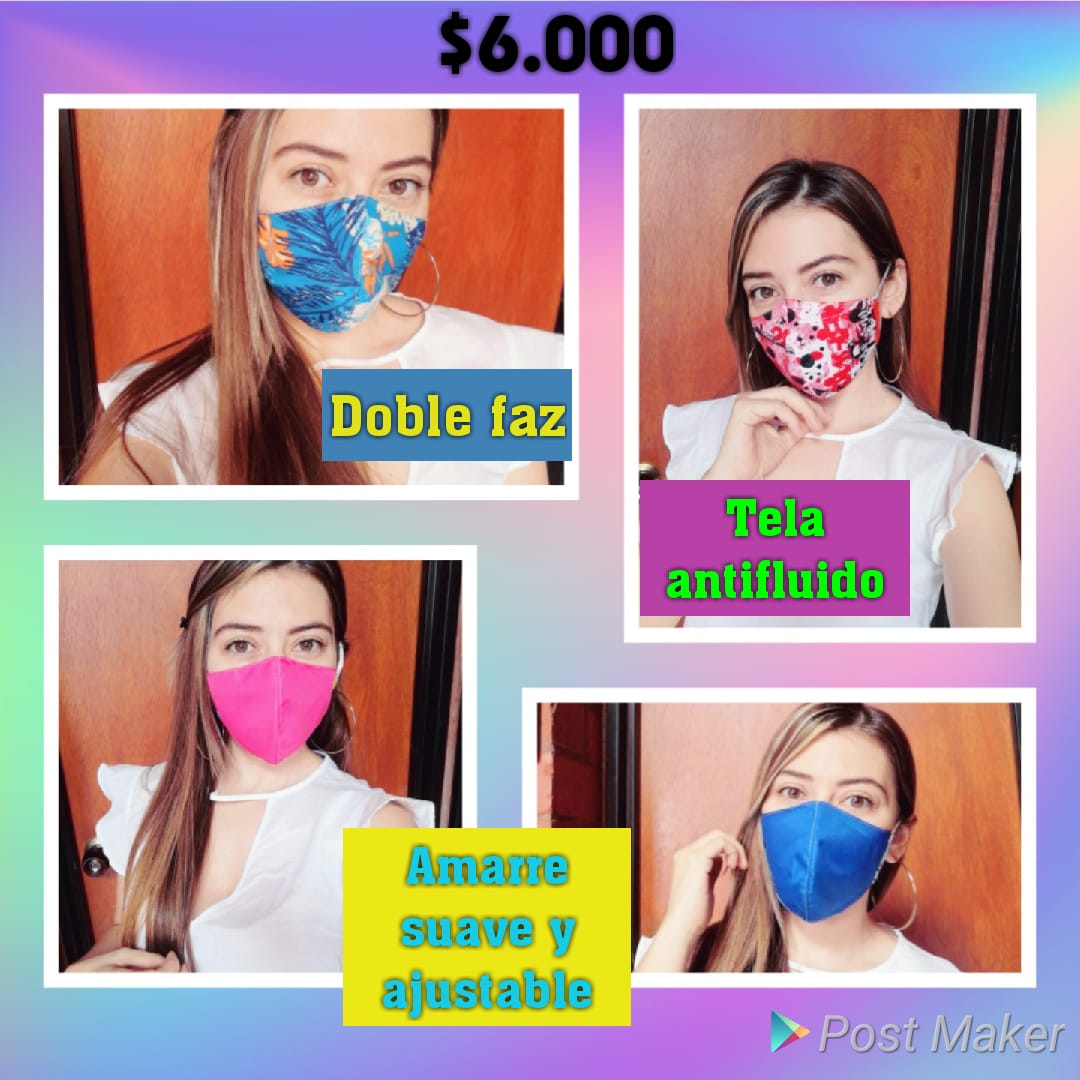 $6.000
Doble faz
Tela
antifluido
Amarre
suave y
ajustable
Post Maker